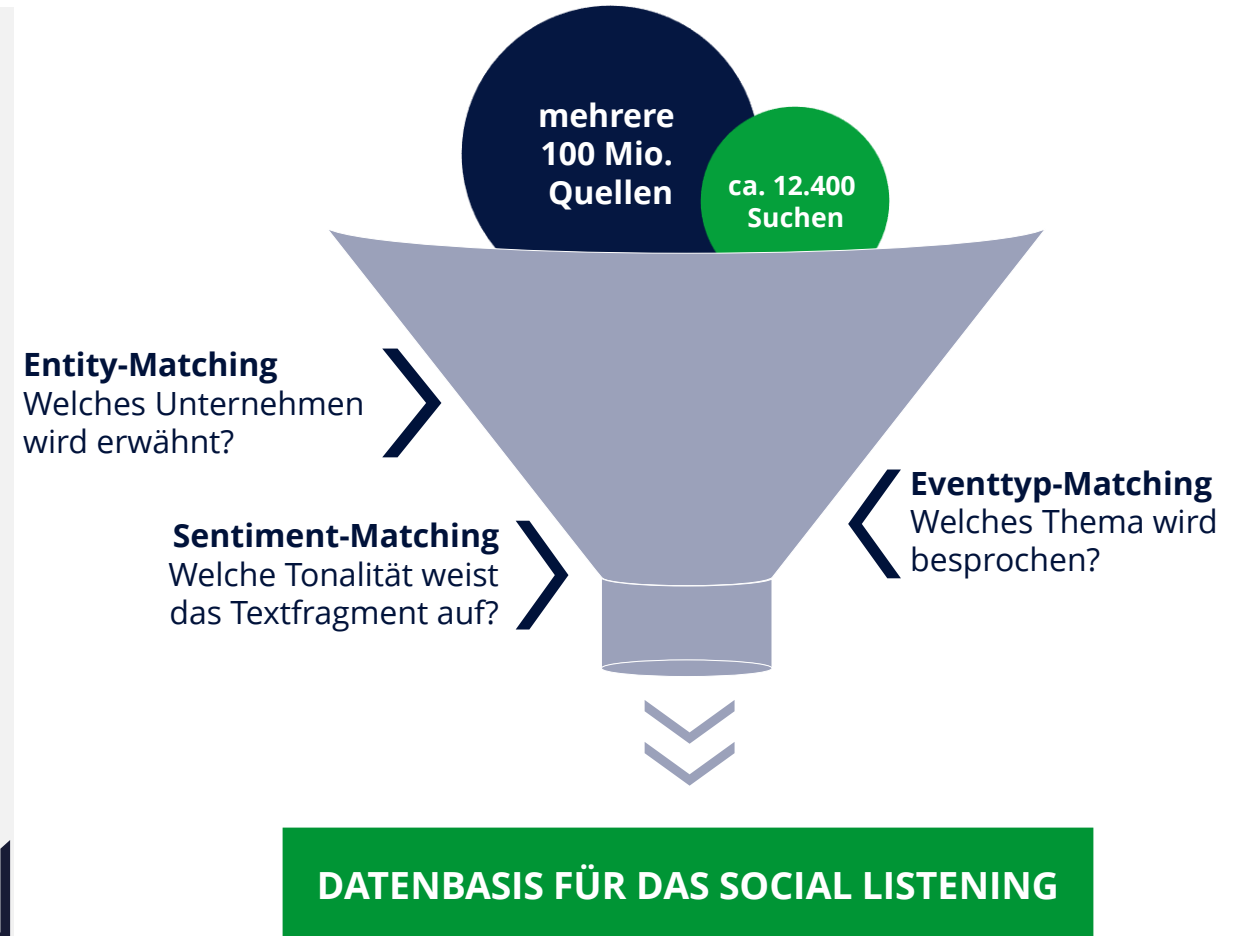 mehrere
100 Mio.
Quellen
ca. 12.400
Suchen
Entity-Matching
Welches Unternehmen
wird erwähnt?
Eventtyp-Matching
Welches Thema wird
besprochen?
Sentiment-Matching
Welche Tonalität weist
das Textfragment auf?
DATENBASIS FÜR DAS SOCIAL LISTENING